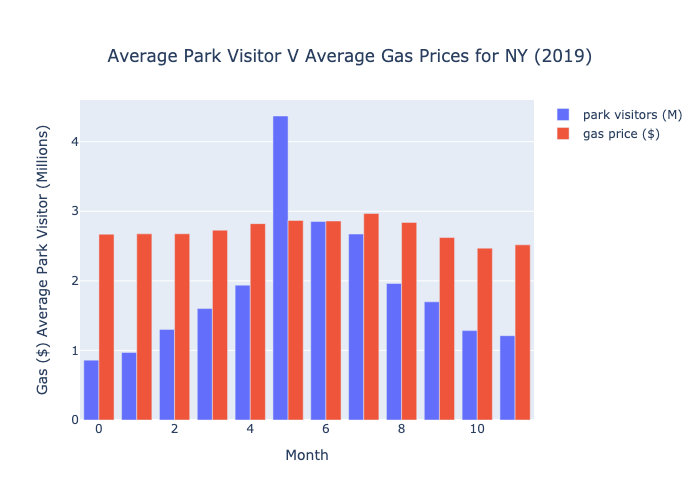 Average Park Visitor V Average Gas Prices for NY (2019)
park visitors (M)
gas price ($)
Gas ($) Average Park Visitor (Millions)
4
3
2
1
0
0 2 4 6 8 10
Month